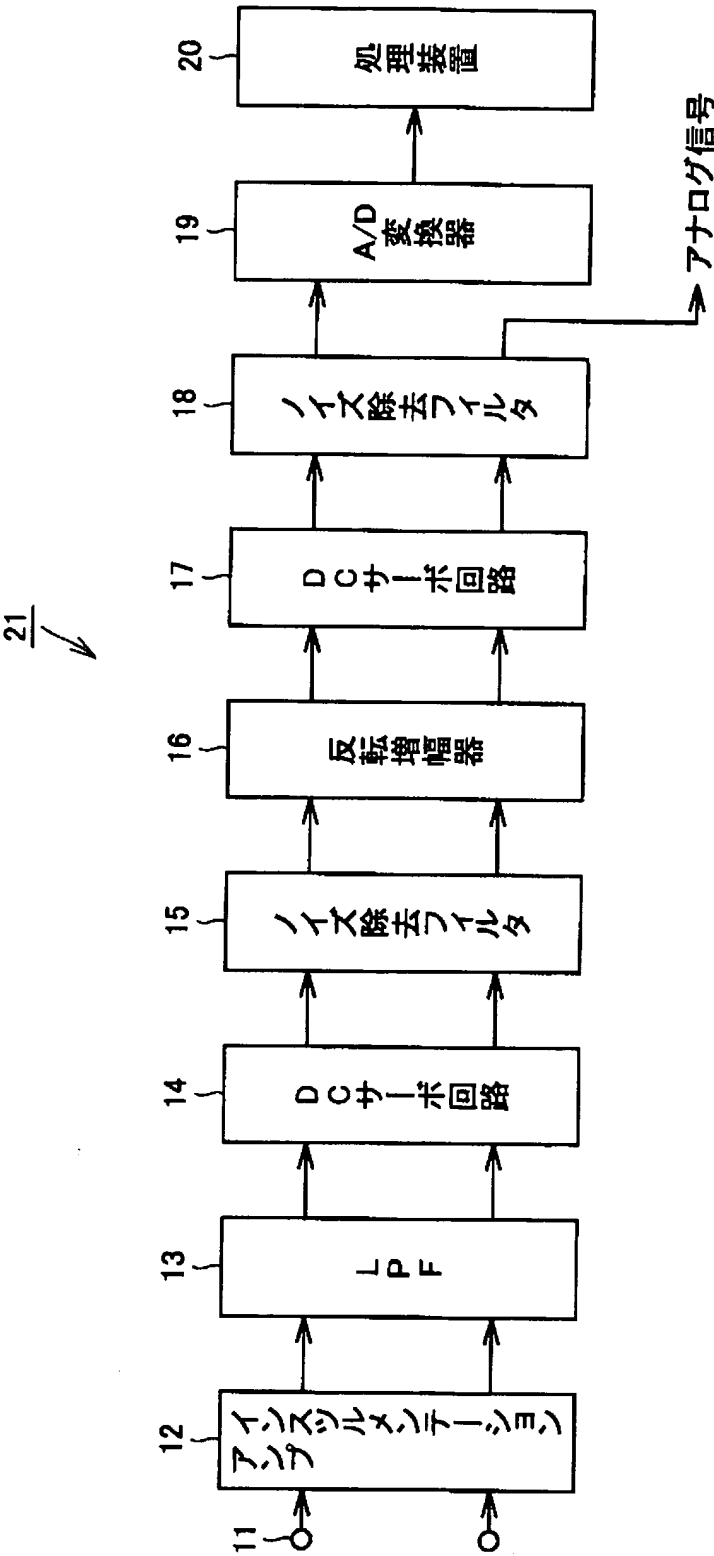 21
11
12
インスツルメンテーション
アンプ
13
LPF
14
DCサーボ回路
15
ノイズ除去フィルタ
16
反転増幅器
17
DCサーボ回路
18
ノイズ除去フィルタ
19
A/D
変換器
20
処理装置
アナログ信号